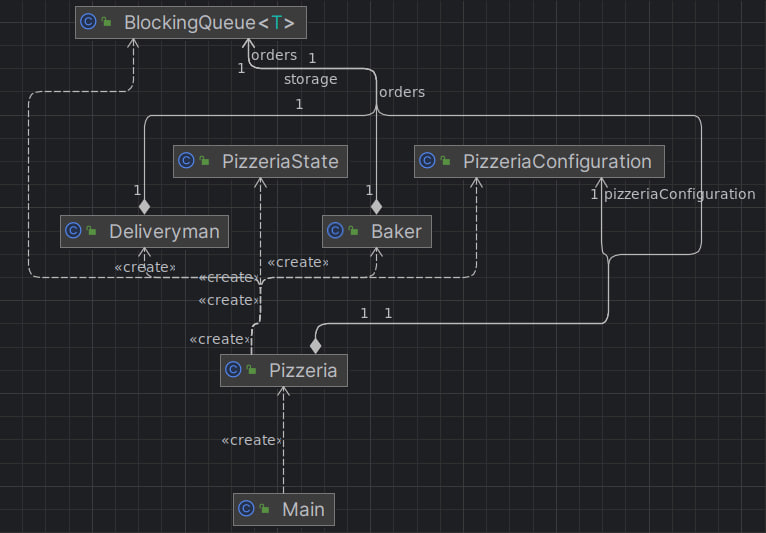 BlockingQueue<T>
orders 1
1
storage
orders
1
PizzeriaState
PizzeriaConfiguration
1
1
1 pizzeriaConfiguration
Deliveryman
Baker
«create»
«create»
«create»
«create»
1 1
«create»
Pizzeria
«create»
Main